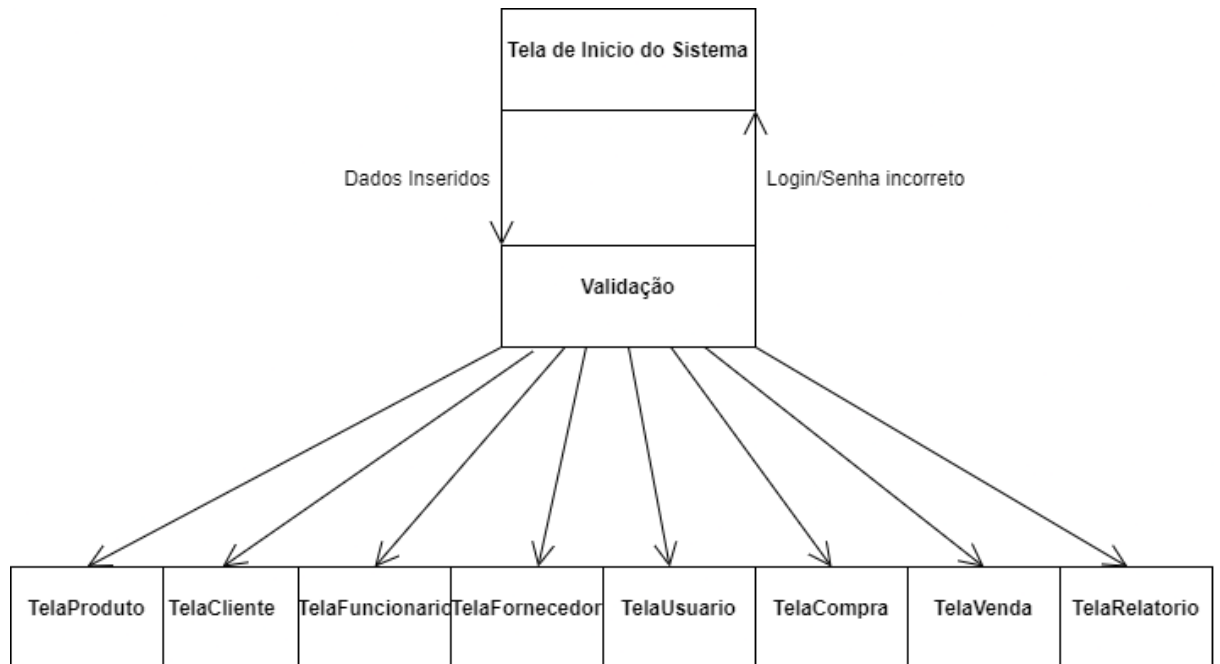 Tela de Inicio do Sistema
Dados Inseridos
Login/Senha incorreto
Validação
TelaProduto
TelaCliente
TelaFuncionario
TelaFornecedor
TelaUsuario
TelaCompra
TelaVenda
TelaRelatorio